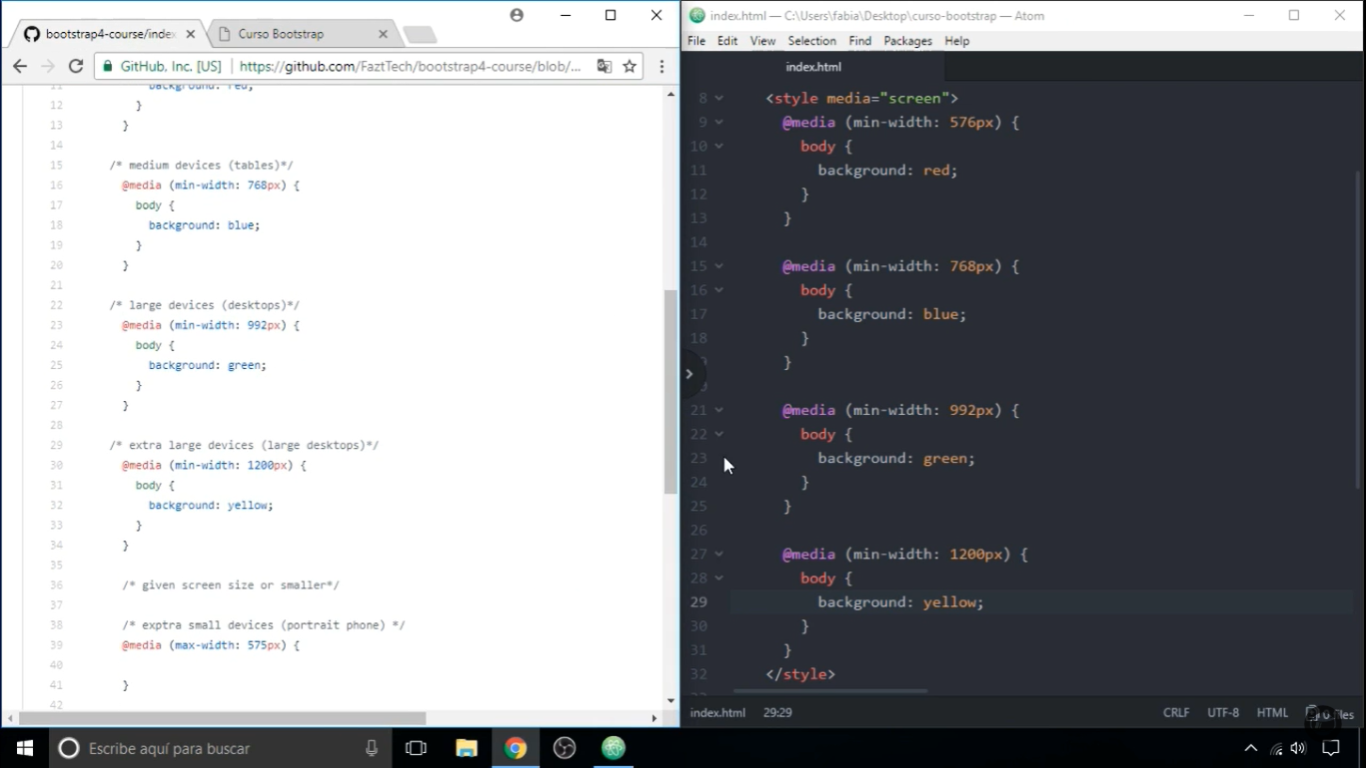 bootstrap4-course/index
Curso Bootstrap
GitHub, Inc. [US]
https://github.com/FaztTech/bootstrap4-course/blob/...
11 background: red;
12 }
13 }
14
15 /* medium devices (tables)*/
16 @media (min-width: 768px) {
17 body {
18 background: blue;
19 }
20 }
21
22 /* large devices (desktops)*/
23 @media (min-width: 992px) {
24 body {
25 background: green;
26 }
27 }
28
29 /* extra large devices (large desktops)*/
30 @media (min-width: 1200px) {
31 body {
32 background: yellow;
33 }
34 }
35
36 /* given screen size or smaller*/
37
38 /* exptra small devices (portrait phone) */
39 @media (max-width: 575px) {
40
41 }
42
index.html — C:\Users\fabia\Desktop\curso-bootstrap — Atom
File Edit View Selection Find Packages Help
index.html
8 <style media="screen">
9 @media (min-width: 576px) {
10 body {
11 background: red;
12 }
13 }
14
15 @media (min-width: 768px) {
16 body {
17 background: blue;
18 }
}
21 @media (min-width: 992px) {
22 body {
23 background: green;
24 }
25 }
26
27 @media (min-width: 1200px) {
28 body {
29 background: yellow;
30 }
31 }
32 </style>
index.html 29:29 CRLF UTF-8 HTML
Escribe aquí para buscar